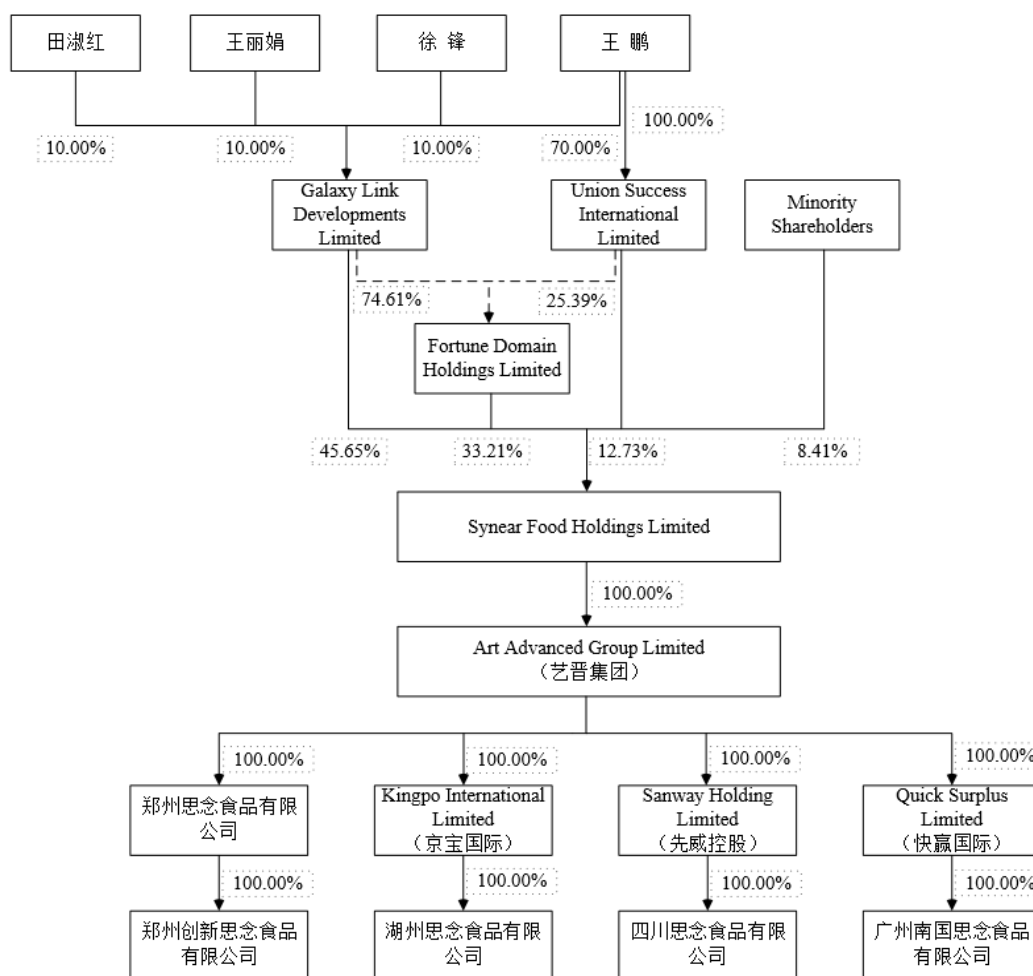 田淑红
王丽娟
徐 锋
王 鹏
100.00%
10.00%
10.00%
10.00%
70.00%
Galaxy Link
Developments
Limited
Union Success
International
Limited
Minority
Shareholders
74.61%
25.39%
Fortune Domain
Holdings Limited
45.65%
33.21%
12.73%
8.41%
Synear Food Holdings Limited
100.00%
Art Advanced Group Limited
（艺晋集团）
100.00%
100.00%
100.00%
100.00%
郑州思念食品有限
公司
Kingpo International
Limited
（京宝国际）
Sanway Holding
Limited
（先威控股）
Quick Surplus
Limited
（快赢国际）
100.00%
100.00%
100.00%
100.00%
郑州创新思念食品
有限公司
湖州思念食品有限
公司
四川思念食品有限
公司
广州南国思念食品
有限公司